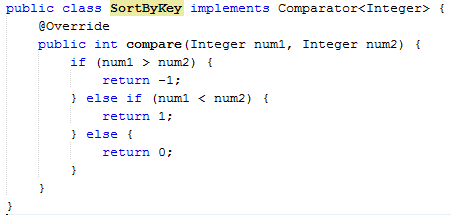 public class SortByKey implements Comparator<Integer> {
    @Override
    public int compare(Integer num1, Integer num2) {
        if (num1 > num2) {
            return -1;
        } else if (num1 < num2) {
            return 1;
        } else {
            return 0;
        }
    }
}